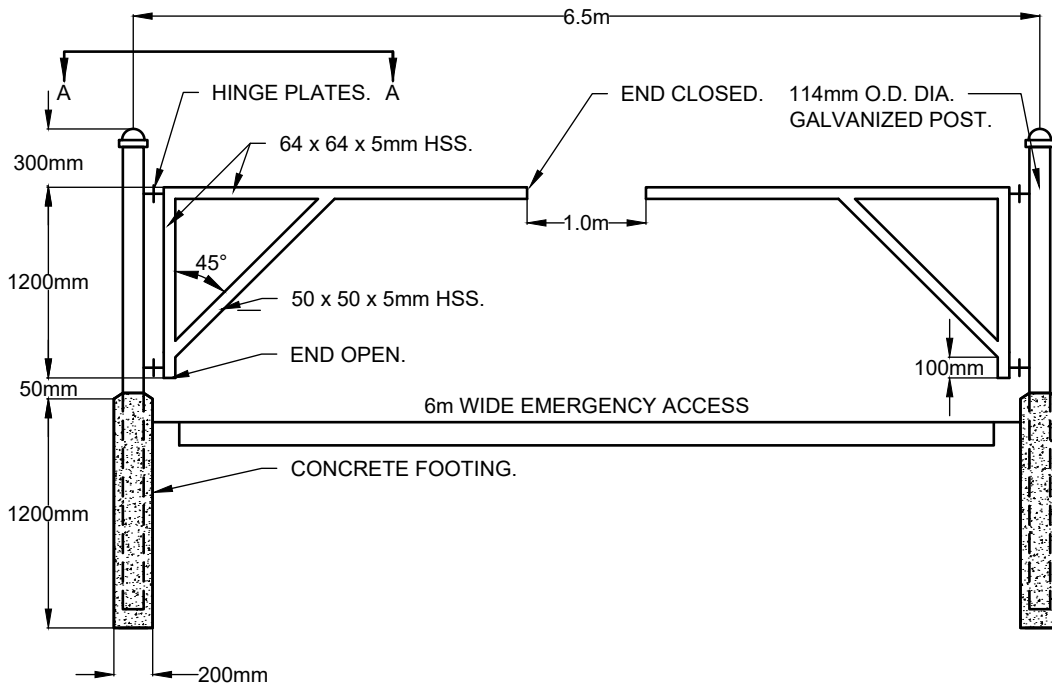 6.5m
A
HINGE PLATES.
A
END CLOSED.
114mm O.D. DIA.
GALVANIZED POST.
300mm
64 x 64 x 5mm HSS.
1.0m
45°
1200mm
50 x 50 x 5mm HSS.
END OPEN.
100mm
50mm
6m WIDE EMERGENCY ACCESS
CONCRETE FOOTING.
1200mm
200mm